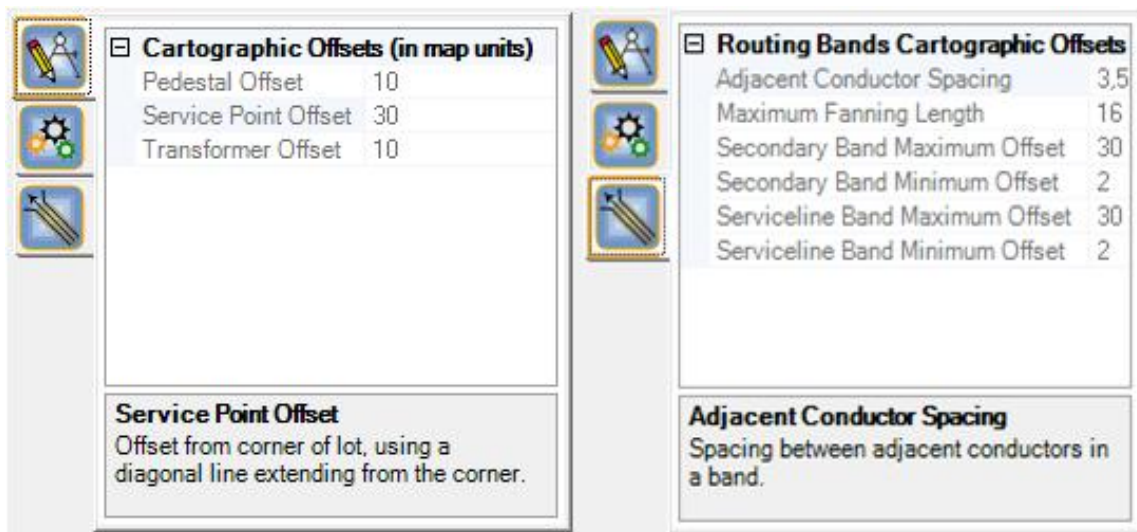 Cartographic Offsets (in map units)
Pedestal Offset 10
Service Point Offset 30
Transformer Offset 10
Service Point Offset
Offset from corner of lot, using a
diagonal line extending from the corner.
Routing Bands Cartographic Offsets
Adjacent Conductor Spacing 3,5
Maximum Fanning Length 16
Secondary Band Maximum Offset 30
Secondary Band Minimum Offset 2
Serviceline Band Maximum Offset 30
Serviceline Band Minimum Offset 2
Adjacent Conductor Spacing
Spacing between adjacent conductors in
a band.